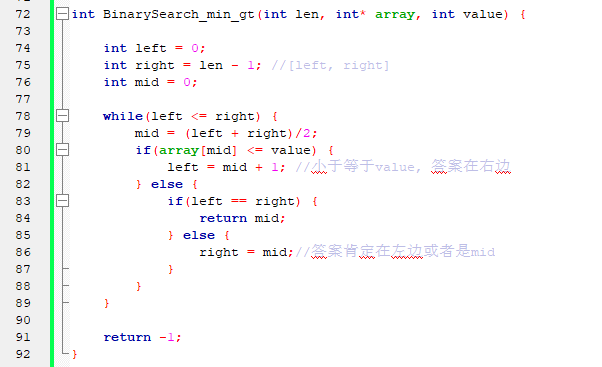 72 int BinarySearch_min_gt(int len, int* array, int value) {
73
74 int left = 0;
75 int right = len - 1; //[left, right]
76 int mid = 0;
77
78 while(left <= right) {
79 mid = (left + right)/2;
80 if(array[mid] <= value) {
81 left = mid + 1; //小于等于value, 答案在右边
82 } else {
83 if(left == right) {
84 return mid;
85 } else {
86 right = mid;//答案肯定在左边或者是mid
87 }
88 }
89 }
90
91 return -1;
92 }